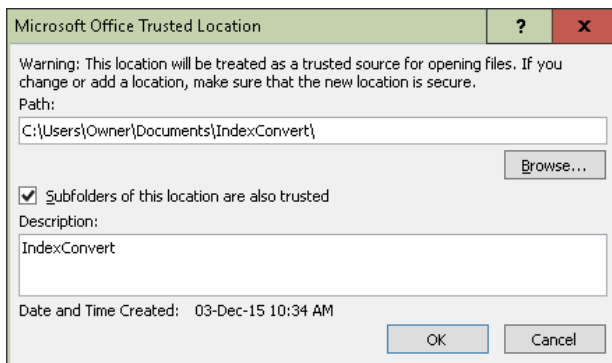 Microsoft Office Trusted Location ? x
Warning: This location will be treated as a trusted source for opening files. If you
change or add a location, make sure that the new location is secure.
Path:
C:\Users\Owner\Documents\IndexConvert\
Browse...
Subfolders of this location are also trusted
Description:
IndexConvert
Date and Time Created: 03-Dec-15 10:34 AM
OK Cancel